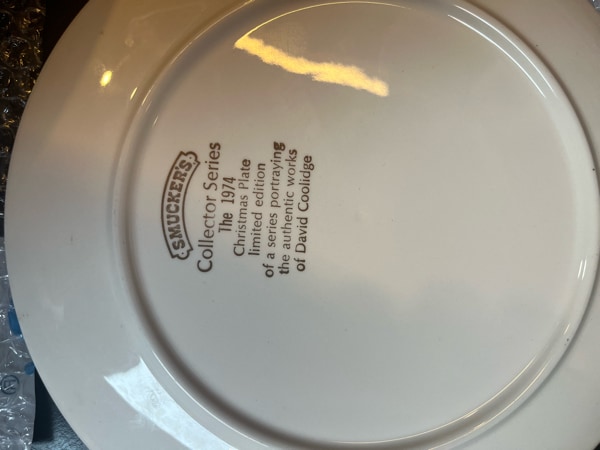 SMUCKER'S
Collector Series
The 1974
Christmas Plate
limited edition
of a series portraying
the authentic works
of David Coolidge